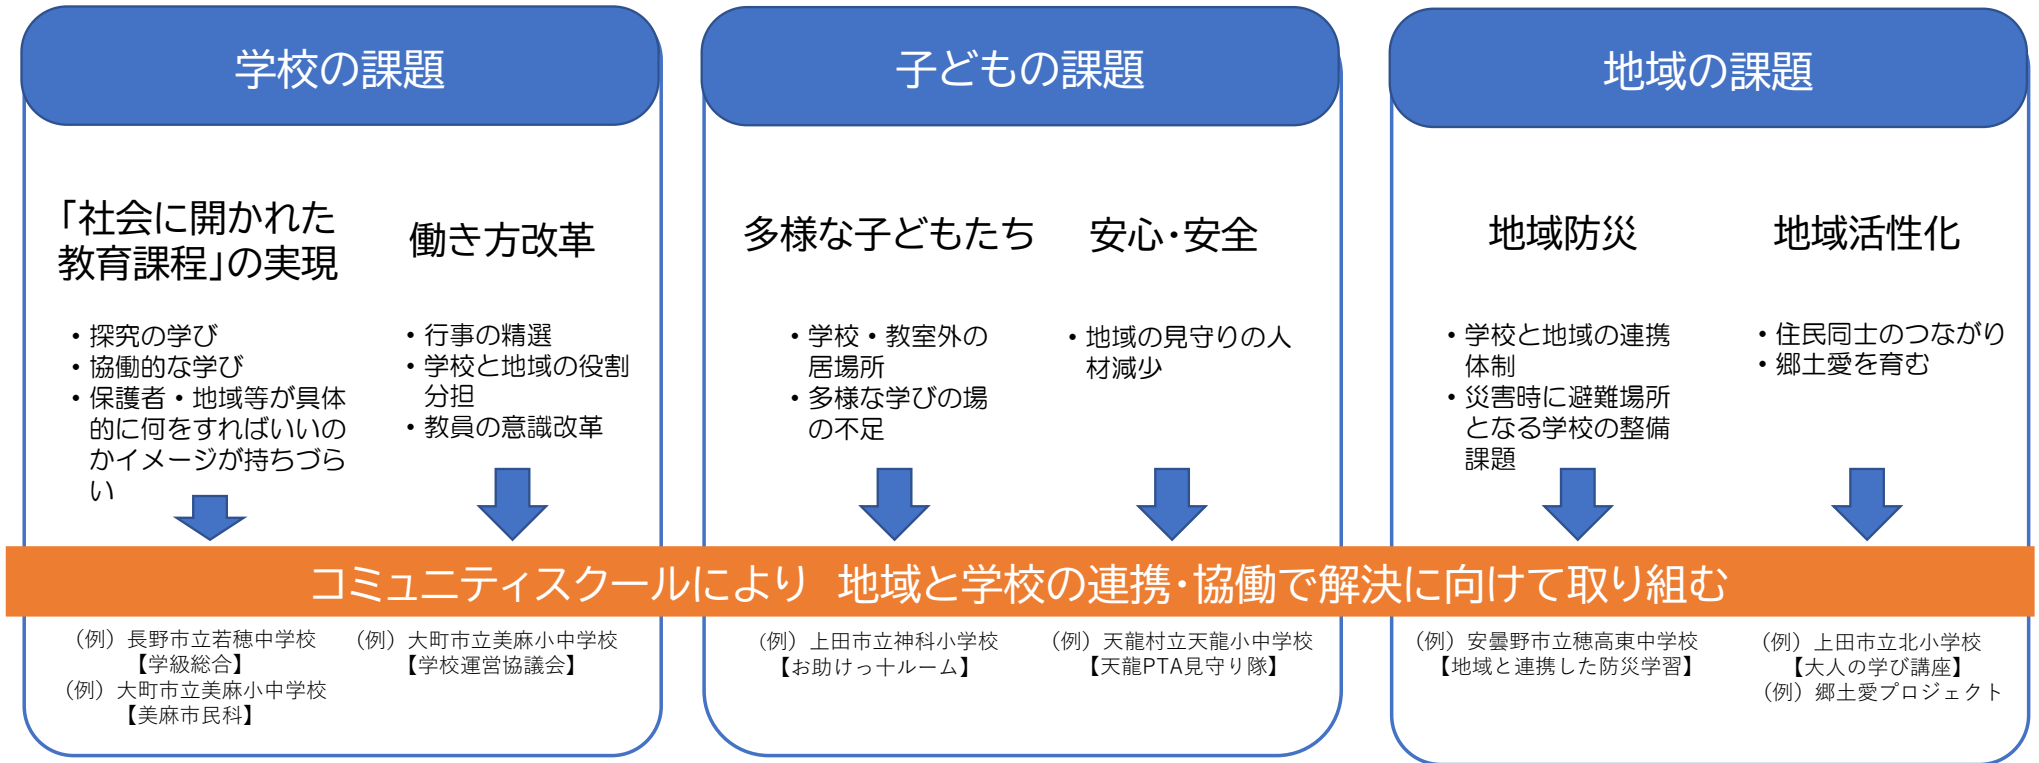 学校の課題
「社会に開かれた
教育課程」の実現
・探究の学び
・協働的な学び
・保護者・地域等が具体
的に何をすればいいの
かイメージが持ちづら
い
働き方改革
・行事の精選
・学校と地域の役割
分担
・教員の意識改革
子どもの課題
多様な子どもたち
・学校・教室外の
居場所
・多様な学びの場
の不足
安心・安全
・地域の見守りの人
材減少
地域の課題
地域防災
・学校と地域の連携
体制
・災害時に避難場所
となる学校の整備
課題
地域活性化
・住民同士のつながり
・郷土愛を育む
コミュニティスクールにより　地域と学校の連携・協働で解決に向けて取り組む
（例）長野市立若穂中学校
【学級総合】
（例）大町市立美麻小中学校
【美麻市民科】
（例）大町市立美麻小中学校
【学校運営協議会】
（例）上田市立神科小学校
【お助けっ十ルーム】
（例）天龍村立天龍小中学校
【天龍PTA見守り隊】
（例）安曇野市立穂高東中学校
【地域と連携した防災学習】
（例）上田市立北小学校
【大人の学び講座】
（例）郷土愛プロジェクト